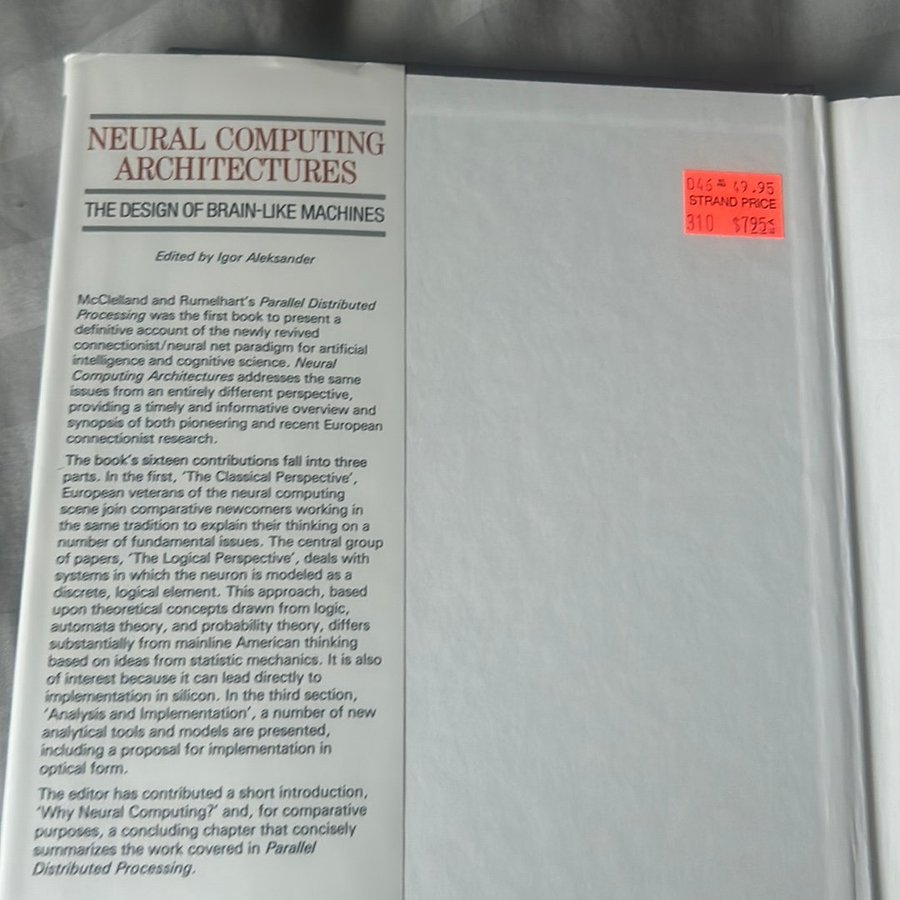 NEURAL COMPUTING
ARCHITECTURES
THE DESIGN OF BRAIN-LIKE MACHINES
Edited by Igor Aleksander
McClelland and Rumelhart's Parallel Distributed
Processing was the first book to present a
definitive account of the newly revived
connectionist/neural net paradigm for artificial
intelligence and cognitive science. Neural
Computing Architectures addresses the same
issues from an entirely different perspective,
providing a timely and informative overview and
synopsis of both pioneering and recent European
connectionist research.
The book's sixteen contributions fall into three
parts. In the first, 'The Classical Perspective',
European veterans of the neural computing
scene join comparative newcomers working in
the same tradition to explain their thinking on a
number of fundamental issues. The central group
of papers, 'The Logical Perspective', deals with
systems in which the neuron is modeled as a
discrete, logical element. This approach, based
upon theoretical concepts drawn from logic,
automata theory, and probability theory, differs
substantially from mainline American thinking
based on ideas from statistic mechanics. It is also
of interest because it can lead directly to
implementation in silicon. In the third section,
'Analysis and Implementation', a number of new
analytical tools and models are presented,
including a proposal for implementation in
optical form.
The editor has contributed a short introduction,
'Why Neural Computing?' and, for comparative
purposes, a concluding chapter that concisely
summarizes the work covered in Parallel
Distributed Processing.
046 49.95
STRAND PRICE
310 $795